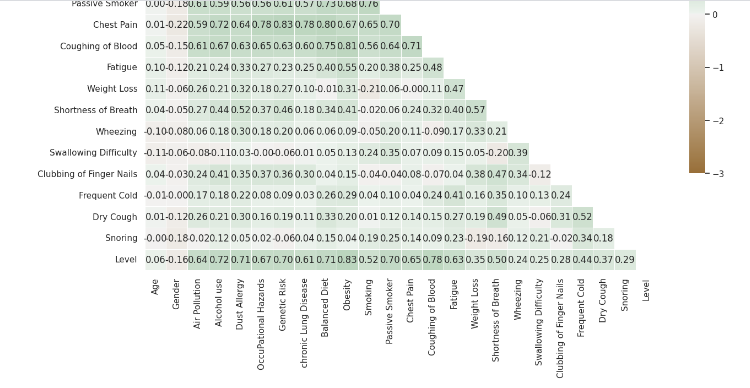 Passive Smoker 0.00 -0.18 0.61 0.59 0.56 0.56 0.61 0.57 0.73 0.68 0.76
Chest Pain 0.01 -0.22 0.59 0.72 0.64 0.78 0.83 0.78 0.80 0.67 0.65 0.70
Coughing of Blood 0.05 -0.15 0.61 0.67 0.63 0.65 0.63 0.60 0.75 0.81 0.56 0.64 0.71
Fatigue 0.10 -0.12 0.21 0.24 0.33 0.27 0.23 0.25 0.40 0.55 0.20 0.38 0.25 0.48
Weight Loss 0.11 -0.06 0.26 0.21 0.32 0.18 0.27 0.10 -0.01 0.31 -0.21 0.06 -0.00 0.11 0.47
Shortness of Breath 0.04 -0.05 0.27 0.44 0.52 0.37 0.46 0.18 0.34 0.41 -0.02 0.06 0.24 0.32 0.40 0.57
Wheezing -0.10 -0.08 0.06 0.18 0.30 0.18 0.20 0.06 0.06 0.09 -0.05 0.20 0.11 -0.09 0.17 0.33 0.21
Swallowing Difficulty -0.11 -0.06 -0.08 -0.11 0.03 -0.00 -0.06 0.01 0.05 0.13 0.24 0.35 0.07 0.09 0.15 0.05 -0.20 0.39
Clubbing of Finger Nails 0.04 -0.03 0.24 0.41 0.35 0.37 0.36 0.30 0.04 0.15 -0.04 -0.04 0.08 -0.07 0.04 0.38 0.47 0.34 -0.12
Frequent Cold -0.01 -0.00 0.17 0.18 0.22 0.08 0.09 0.03 0.26 0.29 0.04 0.10 0.04 0.24 0.41 0.16 0.35 0.10 0.13 0.24
Dry Cough 0.01 -0.12 0.26 0.21 0.30 0.16 0.19 0.11 0.33 0.20 0.01 0.12 0.14 0.15 0.27 0.19 0.49 0.05 -0.06 0.31 0.52
Snoring -0.00 -0.18 -0.02 0.12 0.05 0.02 -0.06 0.04 0.15 0.04 0.19 0.25 0.14 0.09 0.23 -0.19 -0.16 0.12 0.21 -0.02 0.34 0.18
Level 0.06 -0.16 0.64 0.72 0.71 0.67 0.70 0.61 0.71 0.83 0.52 0.70 0.65 0.78 0.63 0.35 0.50 0.24 0.25 0.28 0.44 0.37 0.29
Age
Gender
Air Pollution
Alcohol use
Dust Allergy
OccuPational Hazards
Genetic Risk
chronic Lung Disease
Balanced Diet
Obesity
Smoking
Passive Smoker
Chest Pain
Coughing of Blood
Fatigue
Weight Loss
Shortness of Breath
Wheezing
Swallowing Difficulty
Clubbing of Finger Nails
Frequent Cold
Dry Cough
Snoring
Level
0
−1
−2
−3